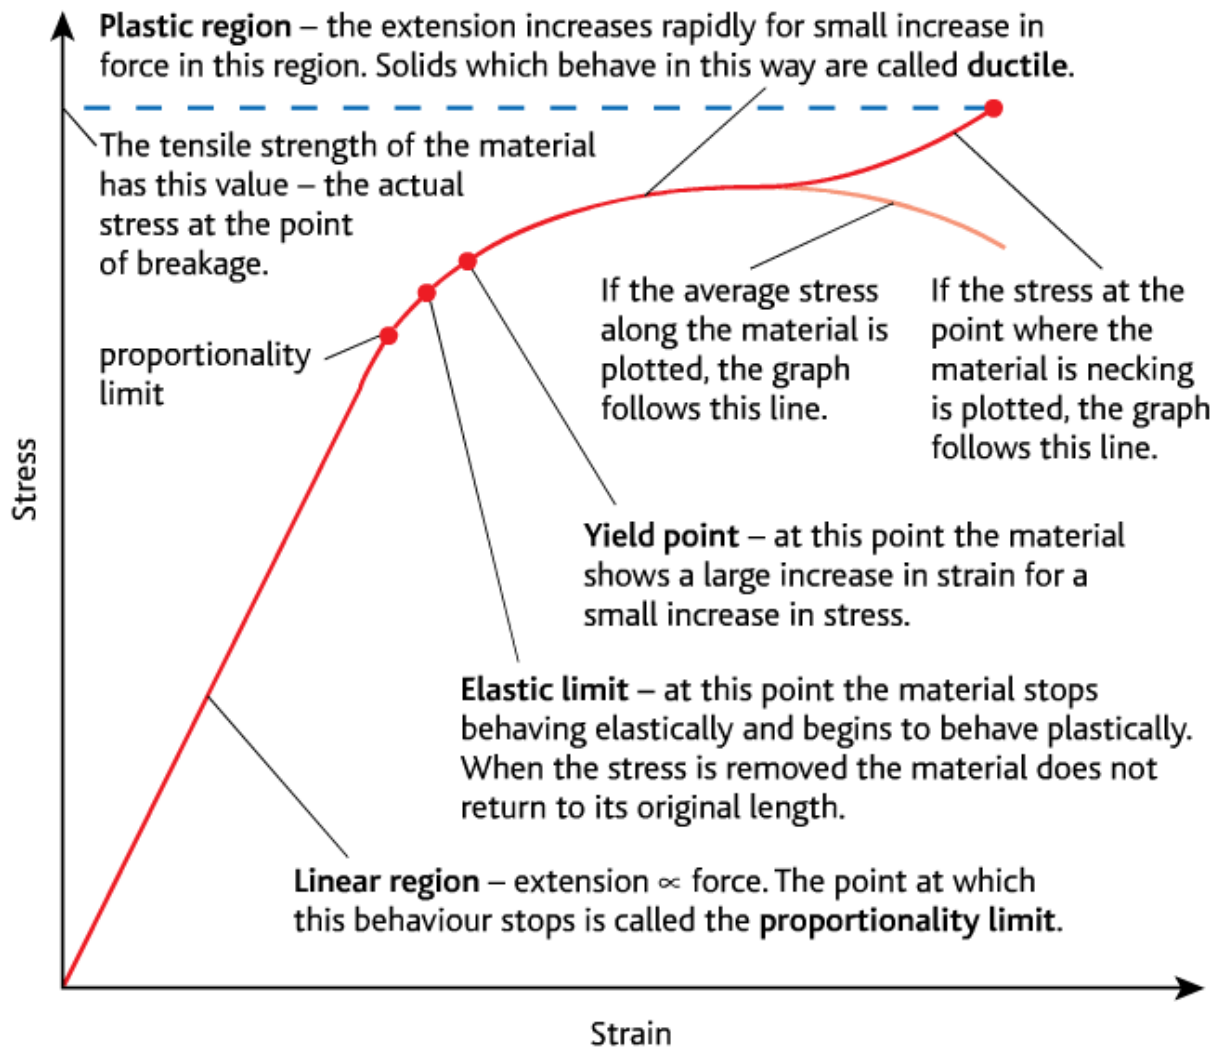 Plastic region – the extension increases rapidly for small increase in
force in this region. Solids which behave in this way are called ductile.
The tensile strength of the material
has this value – the actual
stress at the point
of breakage.
proportionality
limit
If the average stress
along the material is
plotted, the graph
follows this line.
If the stress at the
point where the
material is necking
is plotted, the graph
follows this line.
Yield point – at this point the material
shows a large increase in strain for a
small increase in stress.
Elastic limit – at this point the material stops
behaving elastically and begins to behave plastically.
When the stress is removed the material does not
return to its original length.
Linear region – extension ∝ force. The point at which
this behaviour stops is called the proportionality limit.
Stress
Strain